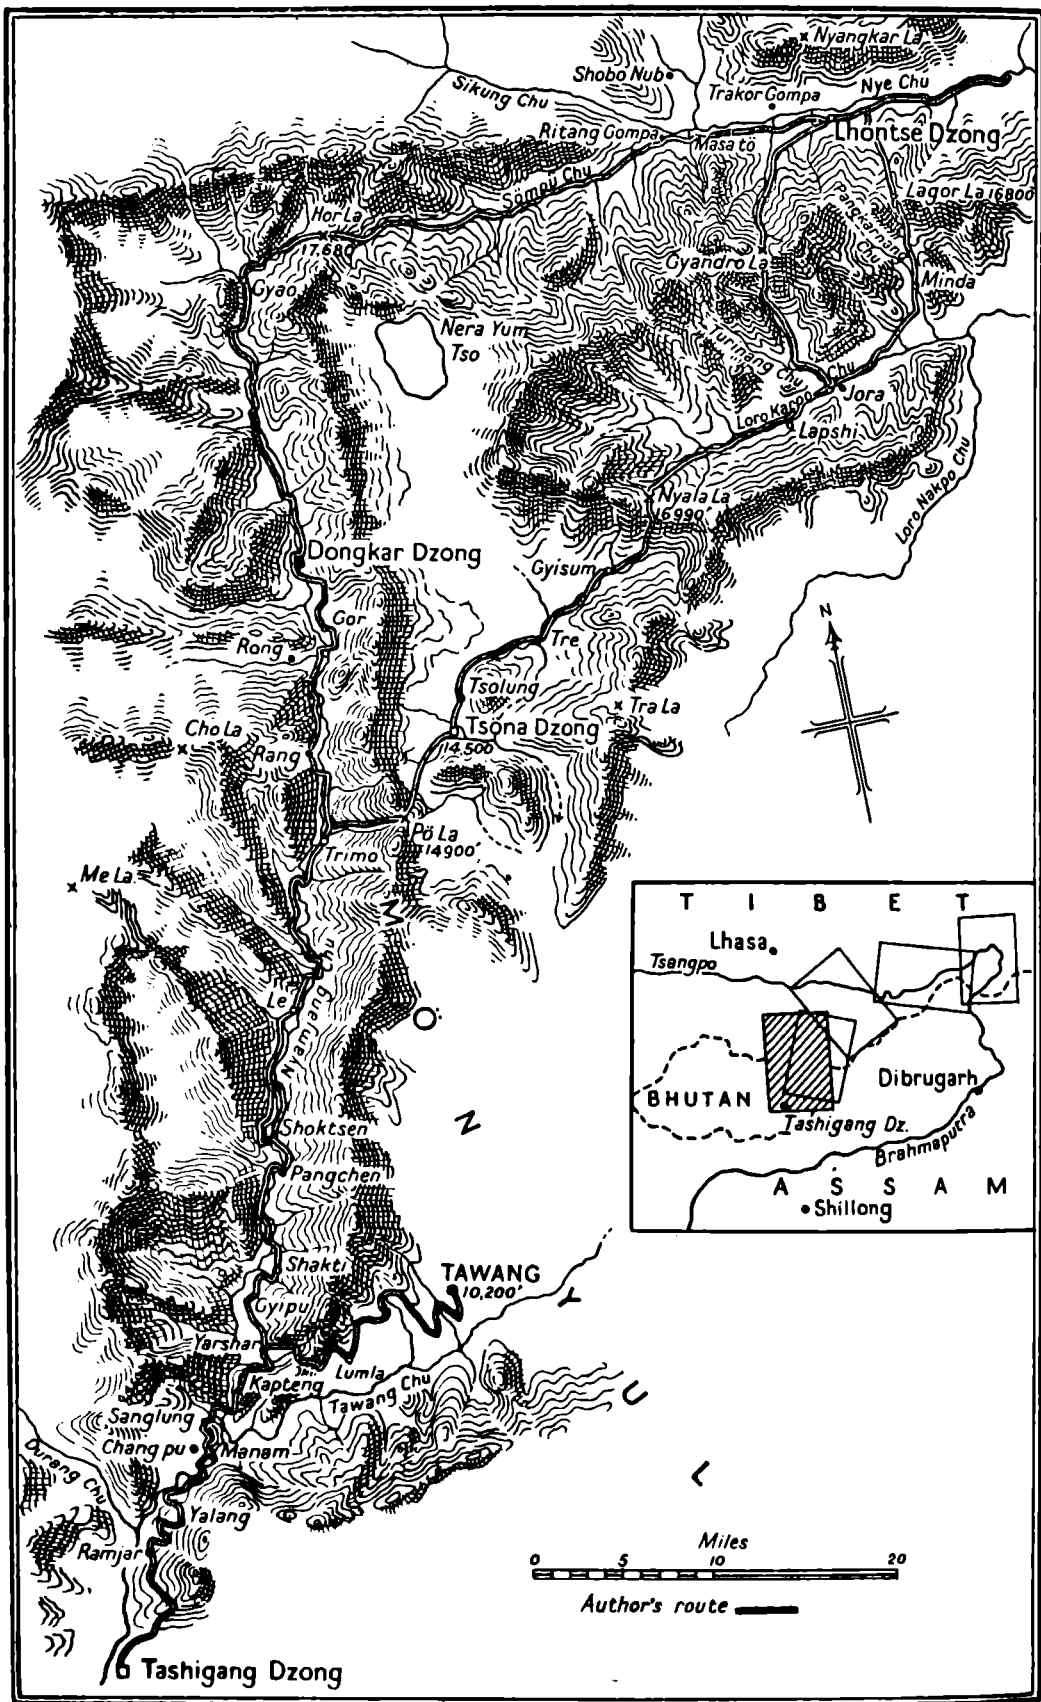 Nyangkar La
Shobo Nub
Sikung Chu
Trakor Gompa
Nye Chu
Ritang Gompa
Masa tö
Lhöntse Dzong
Sömpü Chu
Lagor La 16800
Hor La
17.680
Gyandro La
Chu
Minda
Gyao
Nera Yum
Tso
Loro Karpo Chu
Jora
Lapshi
Loro Nakpo Chu
Nyala La
16990'
Dongkar Dzong
Gyisum
Gor
N
Rong
Tre
Tsolung
Tra La
Cho La
Rang
Tsöna Dzong
14.500
Pö La
14900'
Trimo
Me La
M Ö N Y U L
Le
Nyamjang Chu
Shoktsen
Pangchen
Shakti
TAWANG
10,200'
Gyipu
Yarshar
Lumla
Kapteng
Tawang Chu
Sanglung
Chang pu
Manam
Durang Chu
Yalang
Ramjar
Tashigang Dzong
T I B E T
Lhasa
Tsangpo
Dibrugarh
BHUTAN
Tashigang Dz.
Brahmaputra
A S S A M
Shillong
Miles
0 5 10 20
Author's route